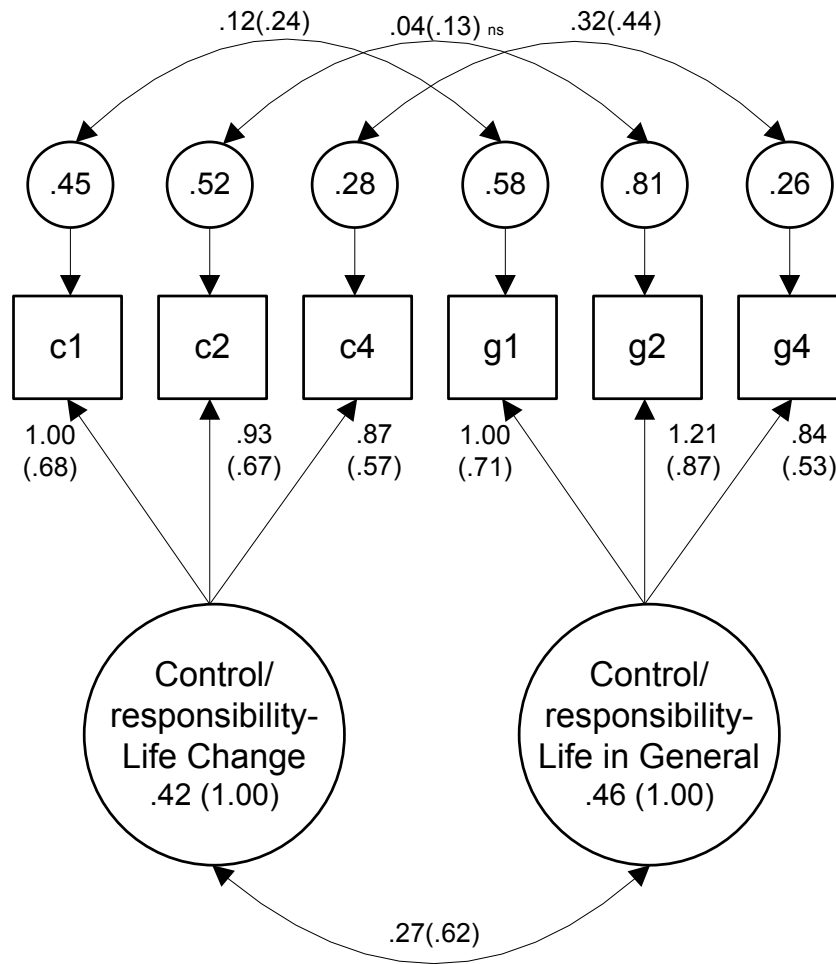 .12(.24)
.04(.13) ns
.32(.44)
.45
.52
.28
.58
.81
.26
c1
c2
c4
g1
g2
g4
1.00
(.68)
.93
(.67)
.87
(.57)
1.00
(.71)
1.21
(.87)
.84
(.53)
Control/
responsibility-
Life Change
.42 (1.00)
Control/
responsibility-
Life in General
.46 (1.00)
.27(.62)